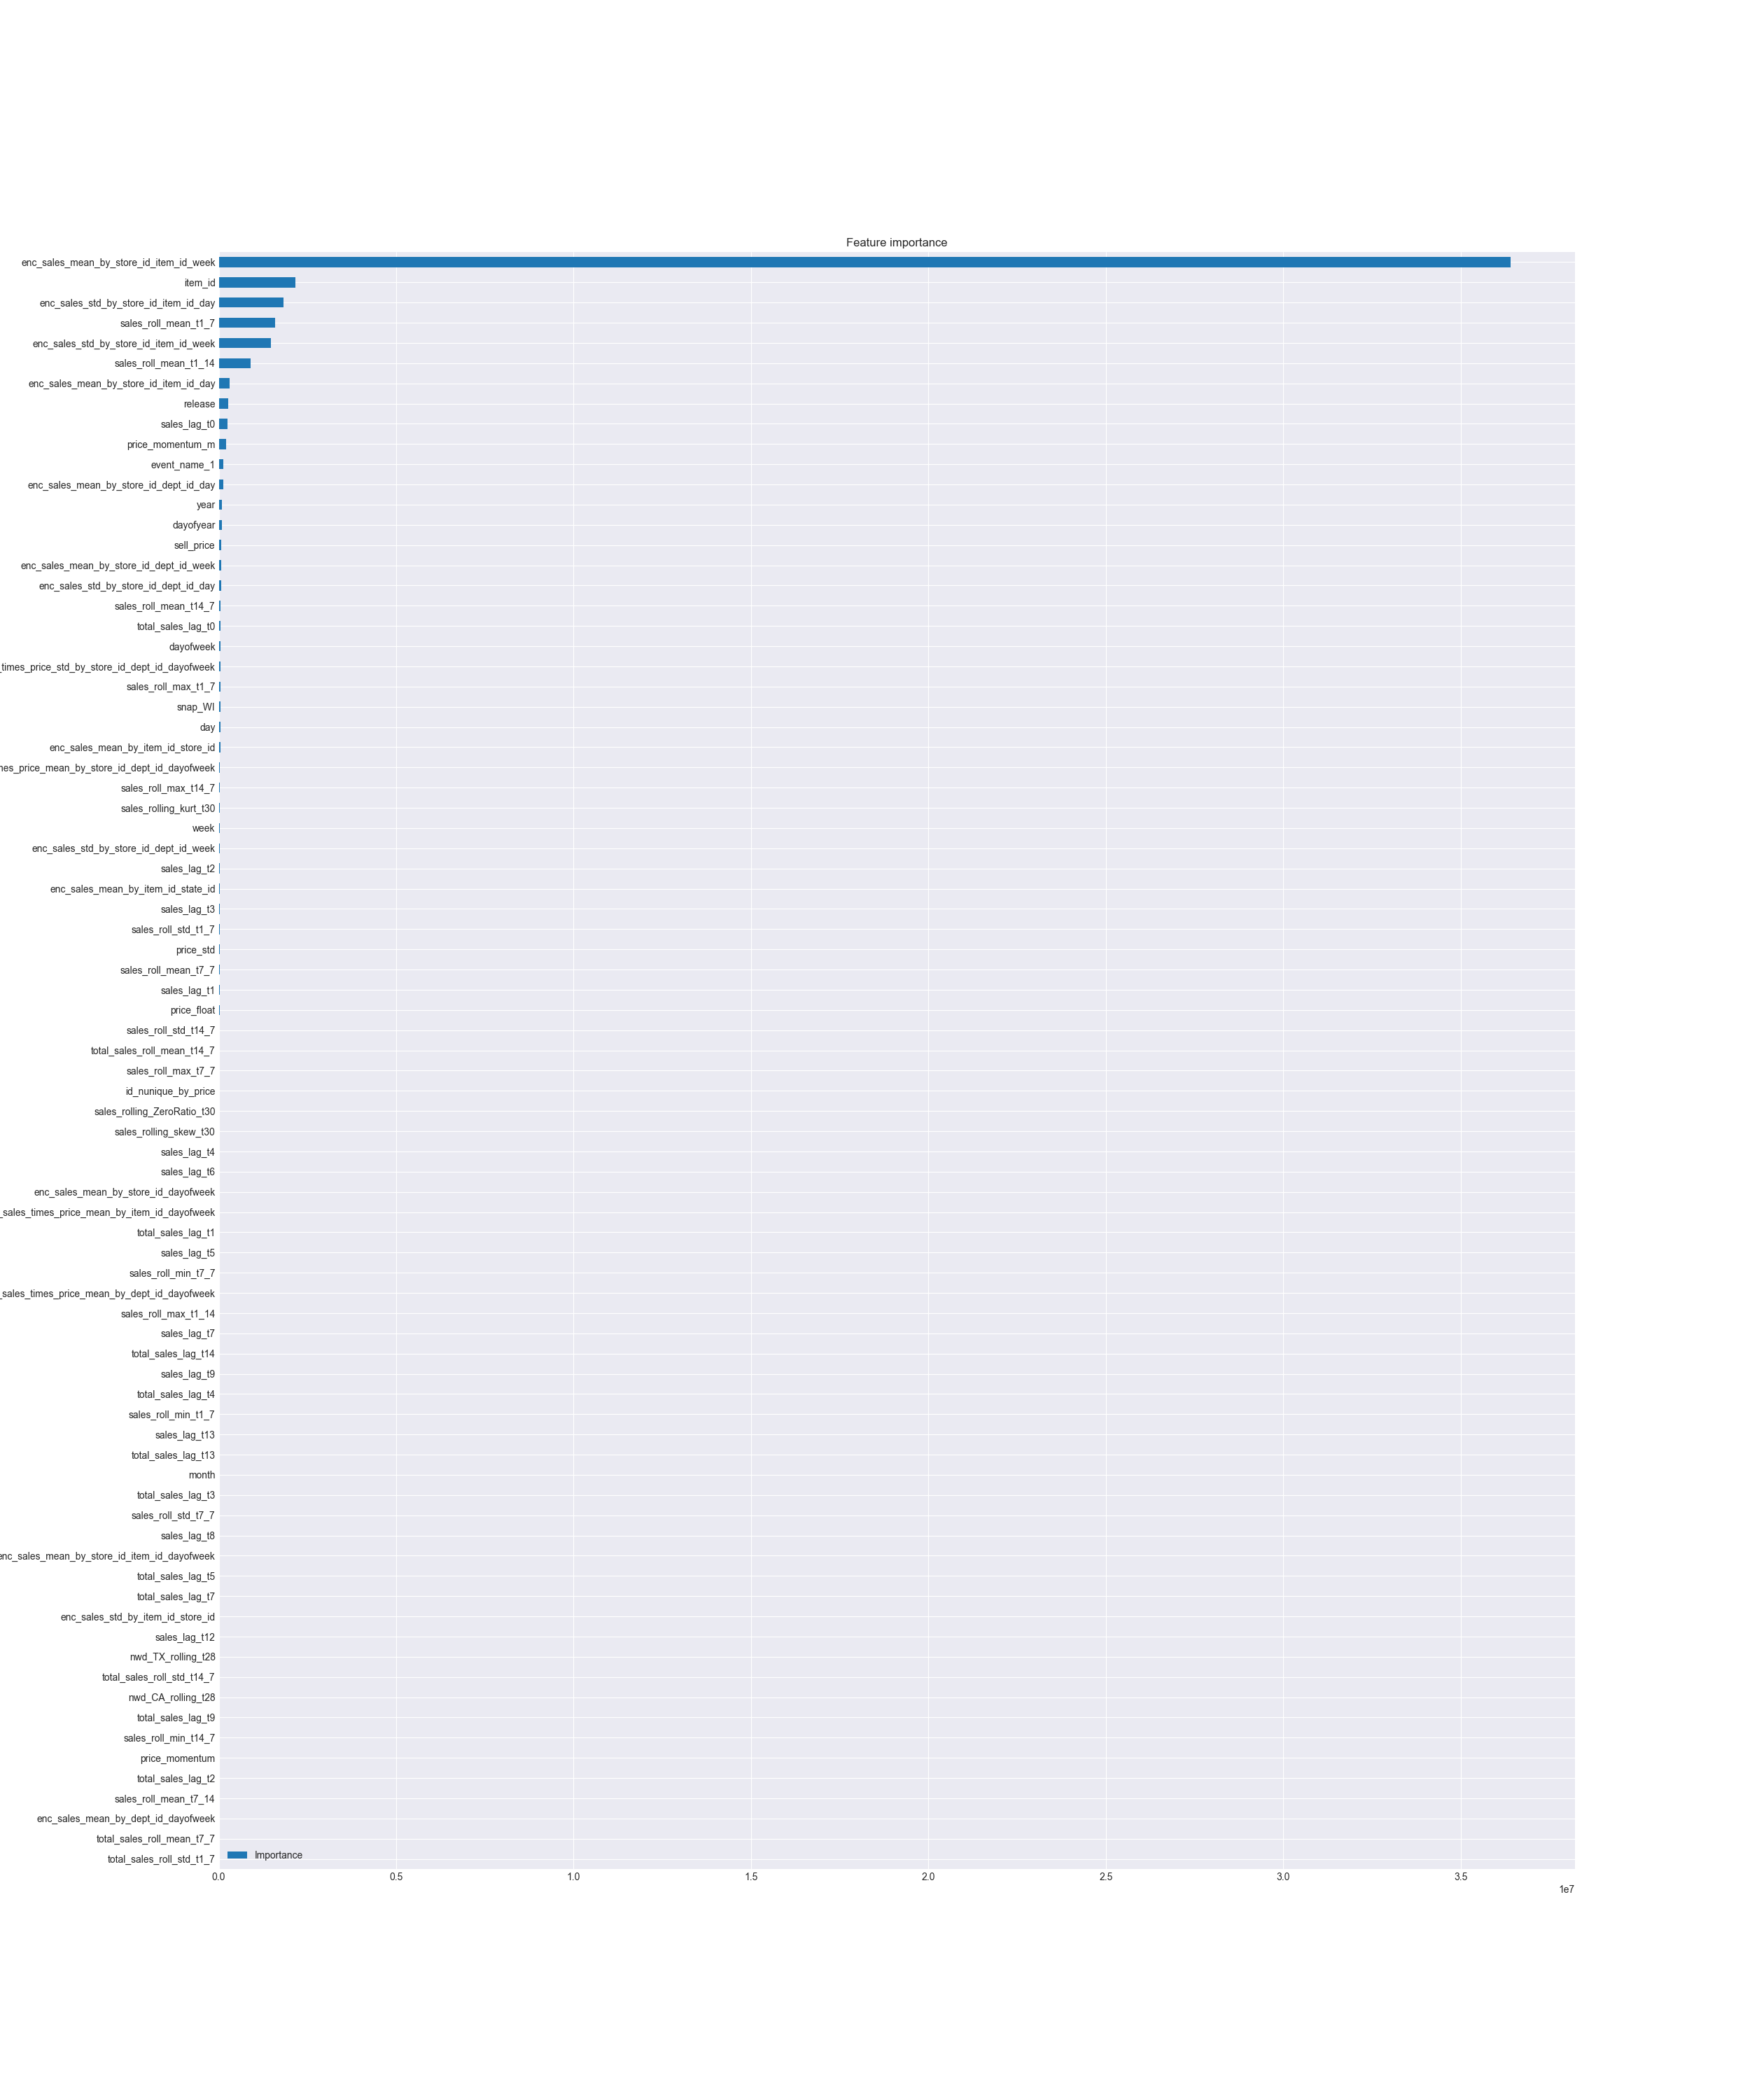 Feature importance
enc_sales_mean_by_store_id_item_id_week
item_id
enc_sales_std_by_store_id_item_id_day
sales_roll_mean_t1_7
enc_sales_std_by_store_id_item_id_week
sales_roll_mean_t1_14
enc_sales_mean_by_store_id_item_id_day
release
sales_lag_t0
price_momentum_m
event_name_1
enc_sales_mean_by_store_id_dept_id_day
year
dayofyear
sell_price
enc_sales_mean_by_store_id_dept_id_week
enc_sales_std_by_store_id_dept_id_day
sales_roll_mean_t14_7
total_sales_lag_t0
dayofweek
_times_price_std_by_store_id_dept_id_dayofweek
sales_roll_max_t1_7
snap_WI
day
enc_sales_mean_by_item_id_store_id
mes_price_mean_by_store_id_dept_id_dayofweek
sales_roll_max_t14_7
sales_rolling_kurt_t30
week
enc_sales_std_by_store_id_dept_id_week
sales_lag_t2
enc_sales_mean_by_item_id_state_id
sales_lag_t3
sales_roll_std_t1_7
price_std
sales_roll_mean_t7_7
sales_lag_t1
price_float
sales_roll_std_t14_7
total_sales_roll_mean_t14_7
sales_roll_max_t7_7
id_nunique_by_price
sales_rolling_ZeroRatio_t30
sales_rolling_skew_t30
sales_lag_t4
sales_lag_t6
enc_sales_mean_by_store_id_dayofweek
_sales_times_price_mean_by_item_id_dayofweek
total_sales_lag_t1
sales_lag_t5
sales_roll_min_t7_7
_sales_times_price_mean_by_dept_id_dayofweek
sales_roll_max_t1_14
sales_lag_t7
total_sales_lag_t14
sales_lag_t9
total_sales_lag_t4
sales_roll_min_t1_7
sales_lag_t13
total_sales_lag_t13
month
total_sales_lag_t3
sales_roll_std_t7_7
sales_lag_t8
enc_sales_mean_by_store_id_item_id_dayofweek
total_sales_lag_t5
total_sales_lag_t7
enc_sales_std_by_item_id_store_id
sales_lag_t12
nwd_TX_rolling_t28
total_sales_roll_std_t14_7
nwd_CA_rolling_t28
total_sales_lag_t9
sales_roll_min_t14_7
price_momentum
total_sales_lag_t2
sales_roll_mean_t7_14
enc_sales_mean_by_dept_id_dayofweek
total_sales_roll_mean_t7_7
total_sales_roll_std_t1_7
Importance
0.0 0.5 1.0 1.5 2.0 2.5 3.0 3.5
1e7